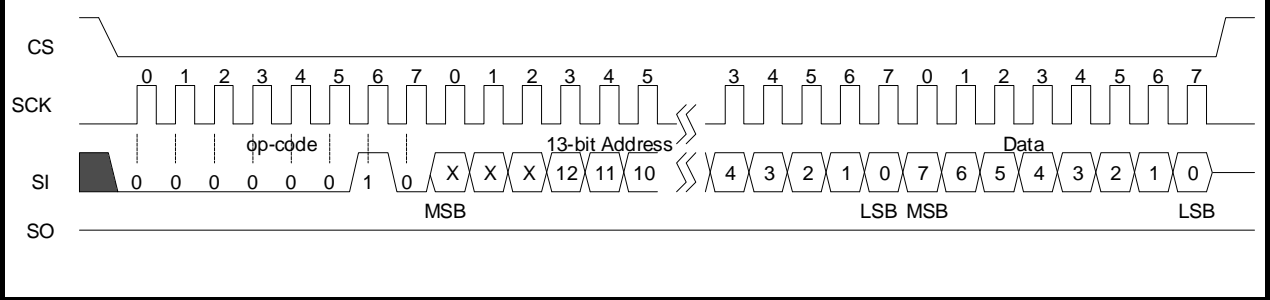 CS
0 1 2 3 4 5 6 7 0 1 2 3 4 5 3 4 5 6 7 0 1 2 3 4 5 6 7
SCK
op-code 13-bit Address Data
SI 0 0 0 0 0 0 1 0 X X X 12 11 10 4 3 2 1 0 7 6 5 4 3 2 1 0
MSB LSB MSB LSB
SO